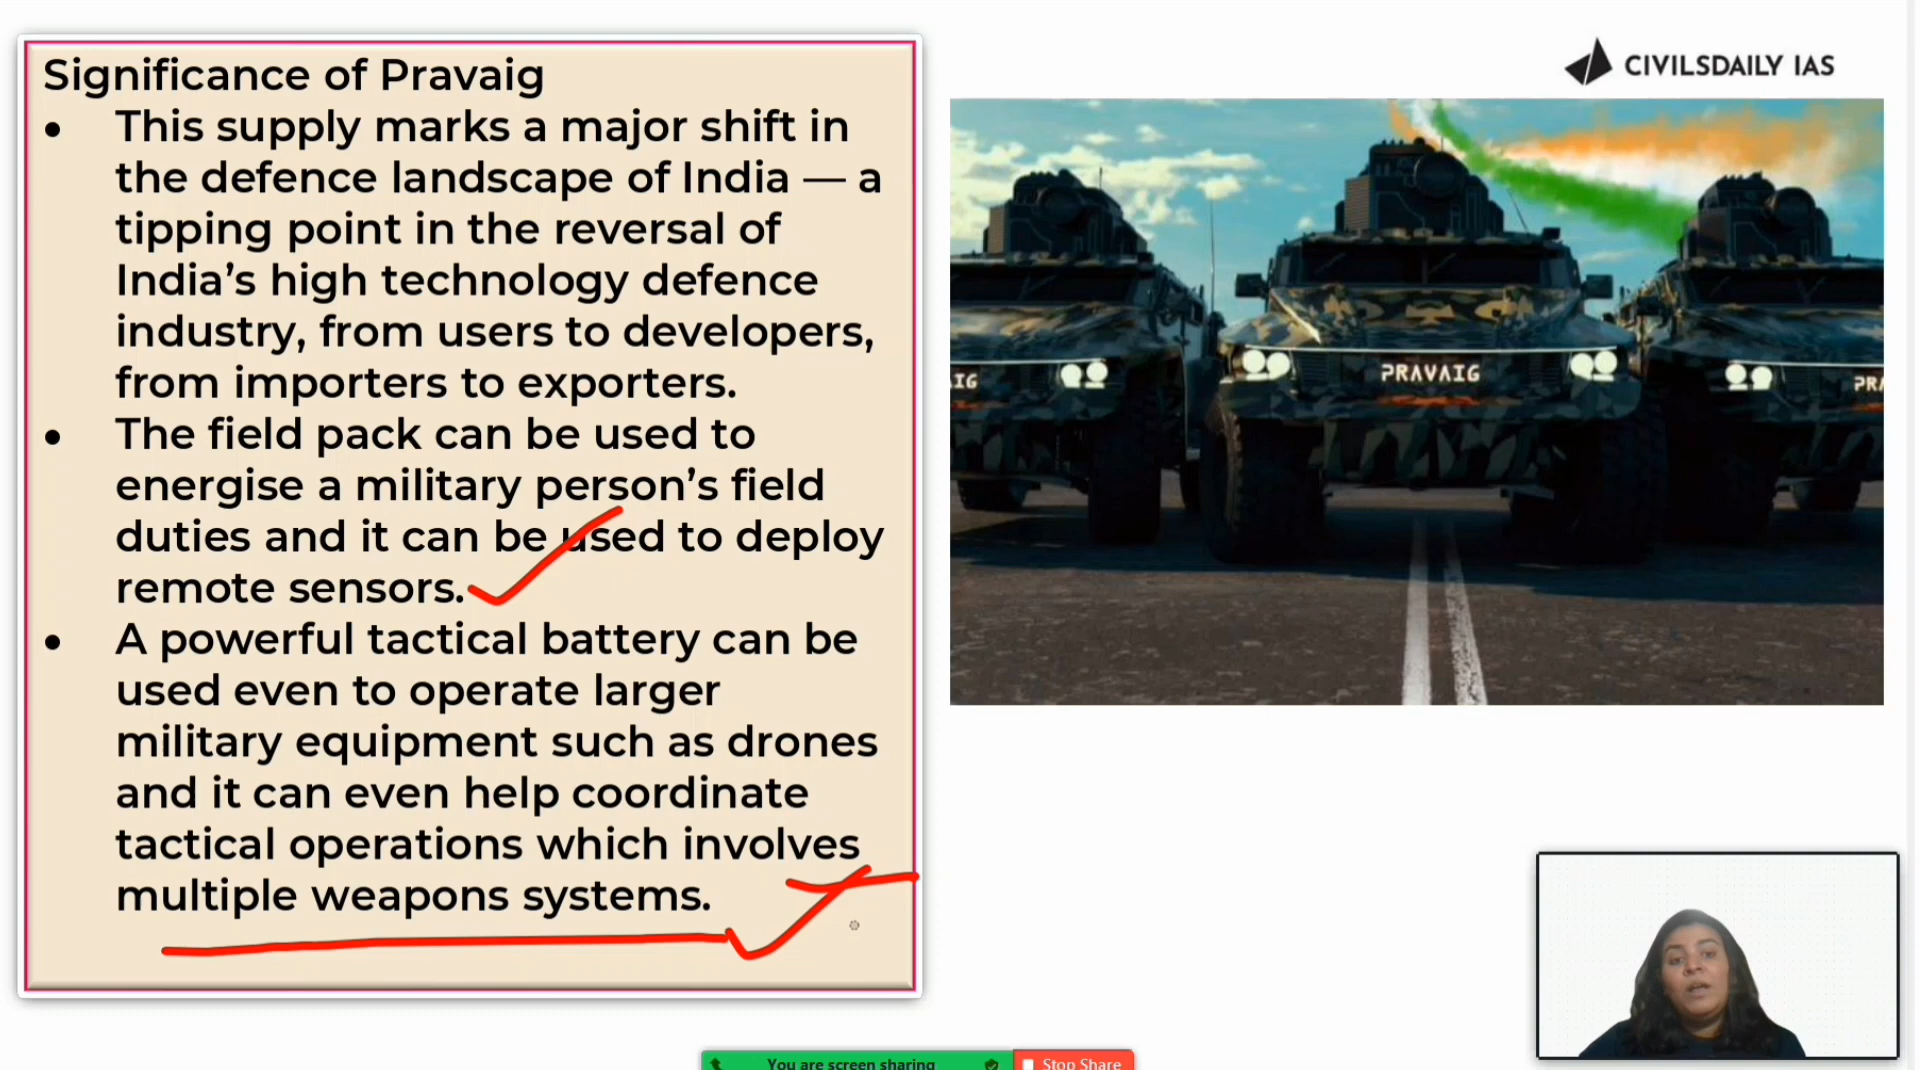 Significance of Pravaig
• This supply marks a major shift in
the defence landscape of India — a
tipping point in the reversal of
India’s high technology defence
industry, from users to developers,
from importers to exporters.
• The field pack can be used to
energise a military person’s field
duties and it can be used to deploy
remote sensors.
• A powerful tactical battery can be
used even to operate larger
military equipment such as drones
and it can even help coordinate
tactical operations which involves
multiple weapons systems.
CIVILSDAILY IAS
IG
PRAVAIG
PRA
You are screen sharing
Stop Share